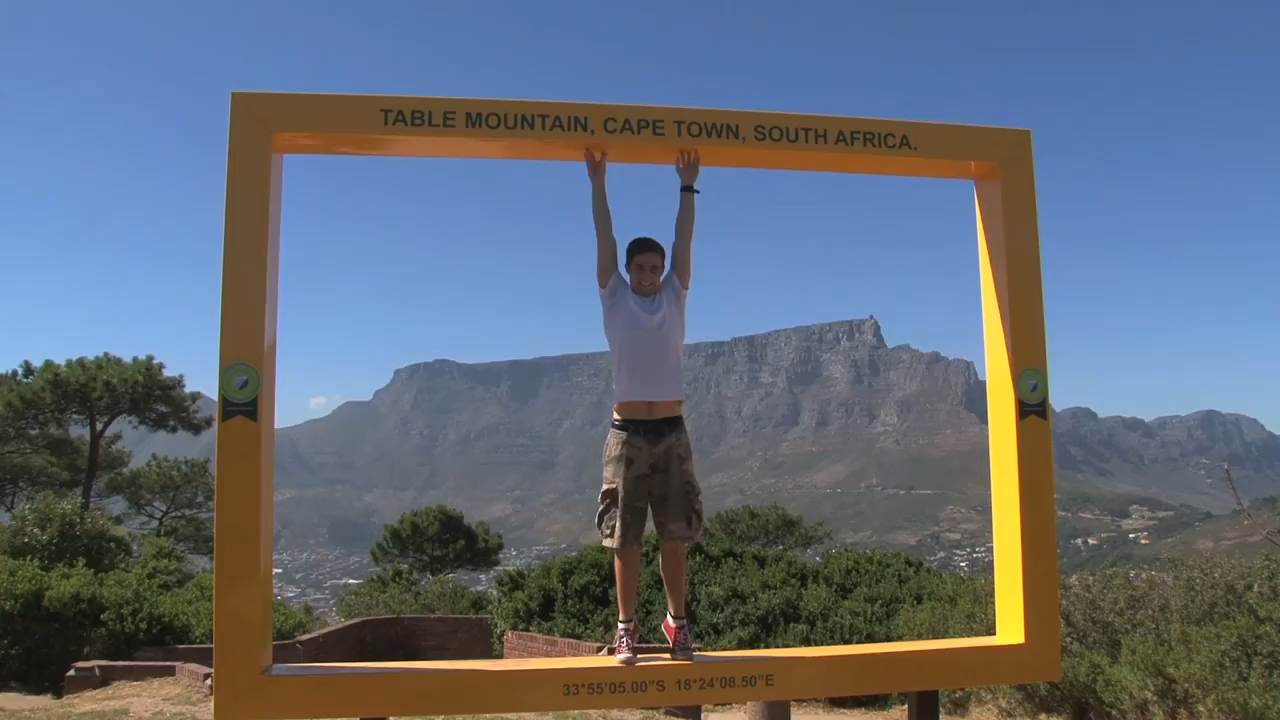 TABLE MOUNTAIN, CAPE TOWN, SOUTH AFRICA.
33°55'05.00"S 18°24'08.50"E